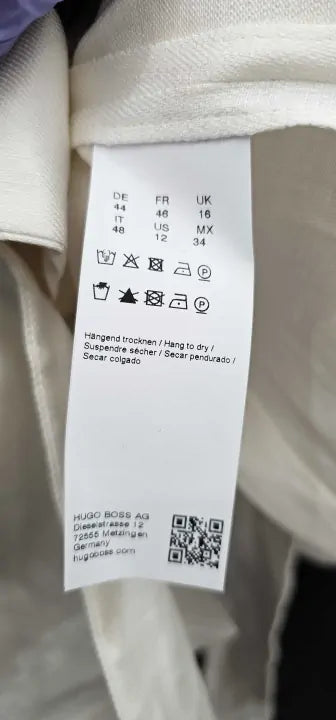 DE FR UK
44 46 16
IT US MX
48 12 34
P
P
Hängend trocknen / Hang to dry /
Suspendre sécher / Secar pendurado /
Secar colgado
HUGO BOSS AG
Dieselstrasse 12
72555 Metzingen
Germany
hugoboss.com